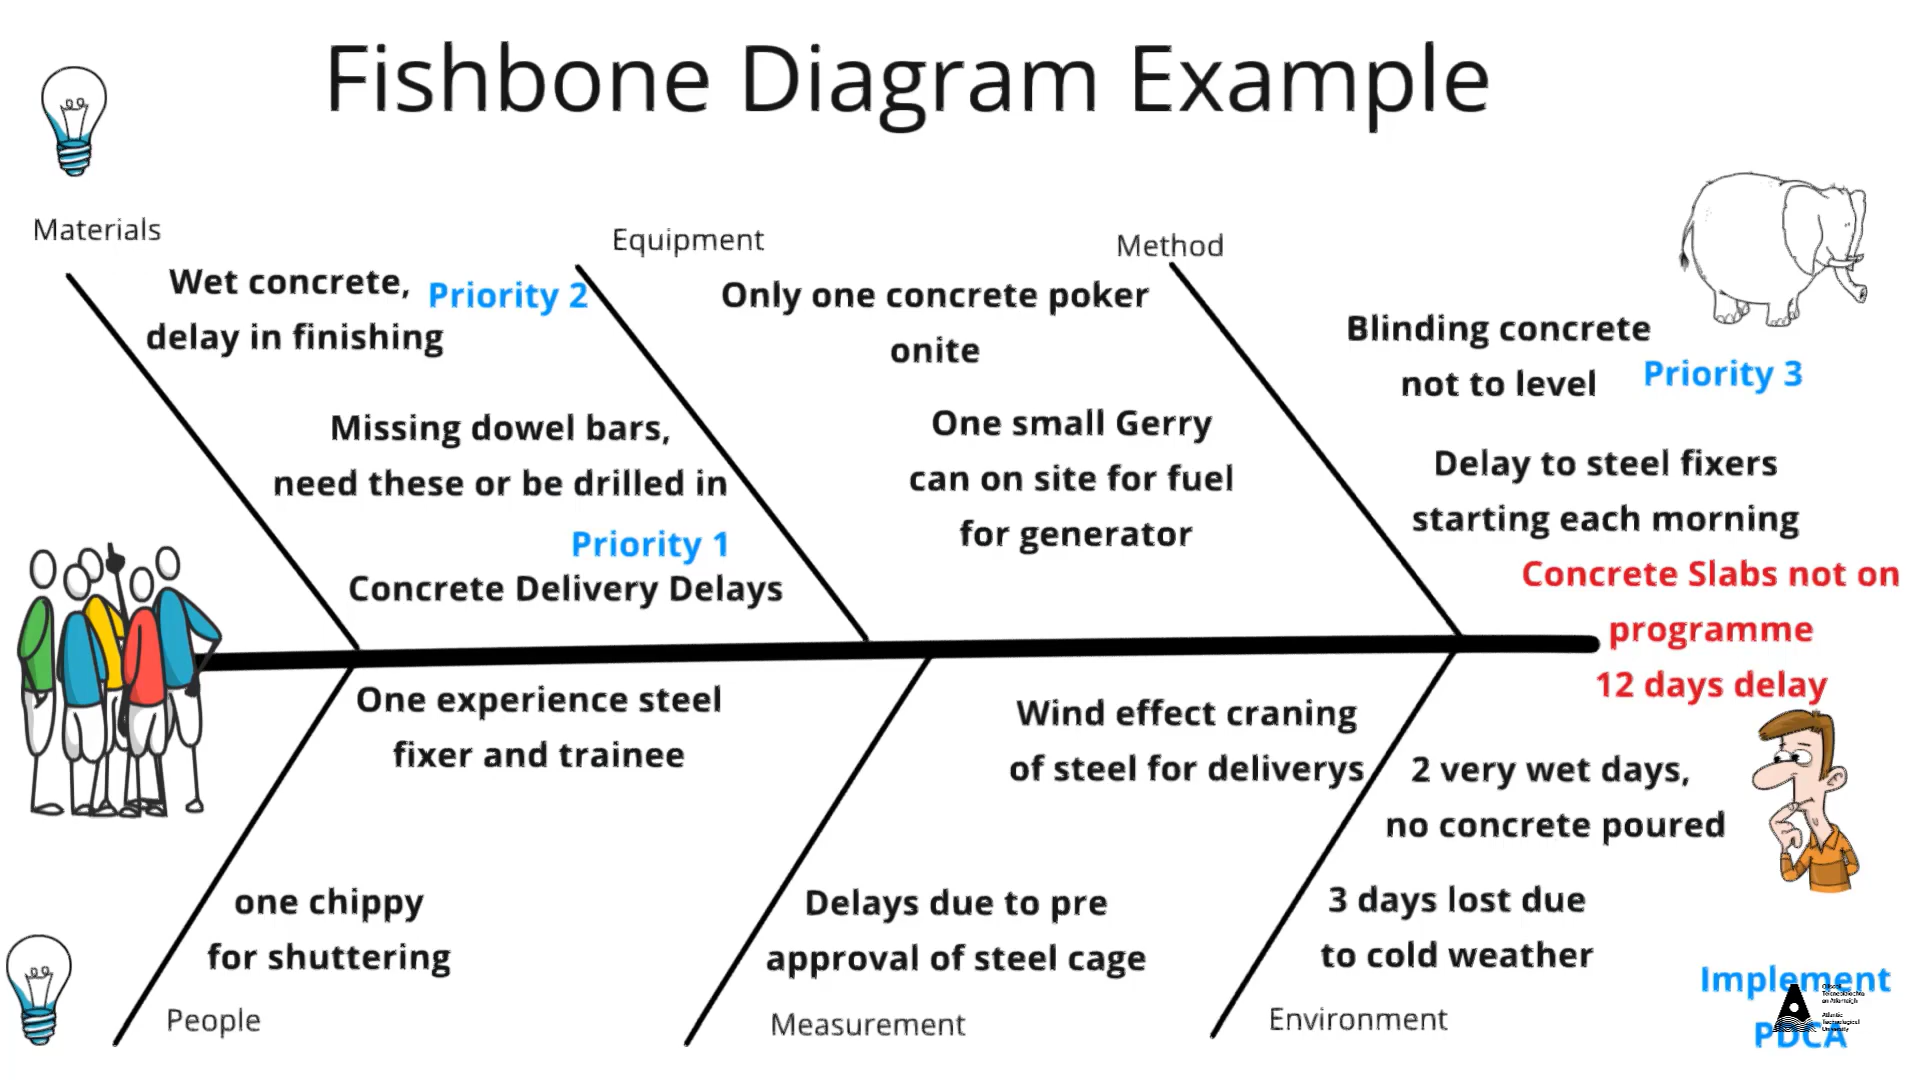 Fishbone Diagram Example
Materials
Wet concrete,
delay in finishing
Priority 2
Missing dowel bars,
need these or be drilled in
Priority 1
Concrete Delivery Delays
Equipment
Only one concrete poker
onite
One small Gerry
can on site for fuel
for generator
Method
Blinding concrete
not to level
Priority 3
Delay to steel fixers
starting each morning
Concrete Slabs not on
programme
12 days delay
One experience steel
fixer and trainee
one chippy
for shuttering
People
Wind effect craning
of steel for deliverys
Delays due to pre
approval of steel cage
Measurement
2 very wet days,
no concrete poured
3 days lost due
to cold weather
Environment
Implement
PDCA
Atlantic
Technological
University